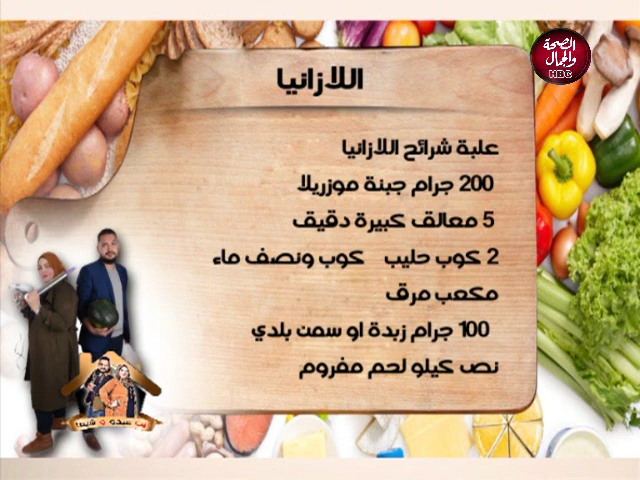 الصحة
والجمال
HBC
اللازانيا
علبة شرائح اللازانيا
200 جرام جبنة موزريلا
5 معالق كبيرة دقيق
2 كوب حليب كوب ونصف ماء
مكعب مرق
100 جرام زبدة او سمن بلدي
نص كيلو لحم مفروم